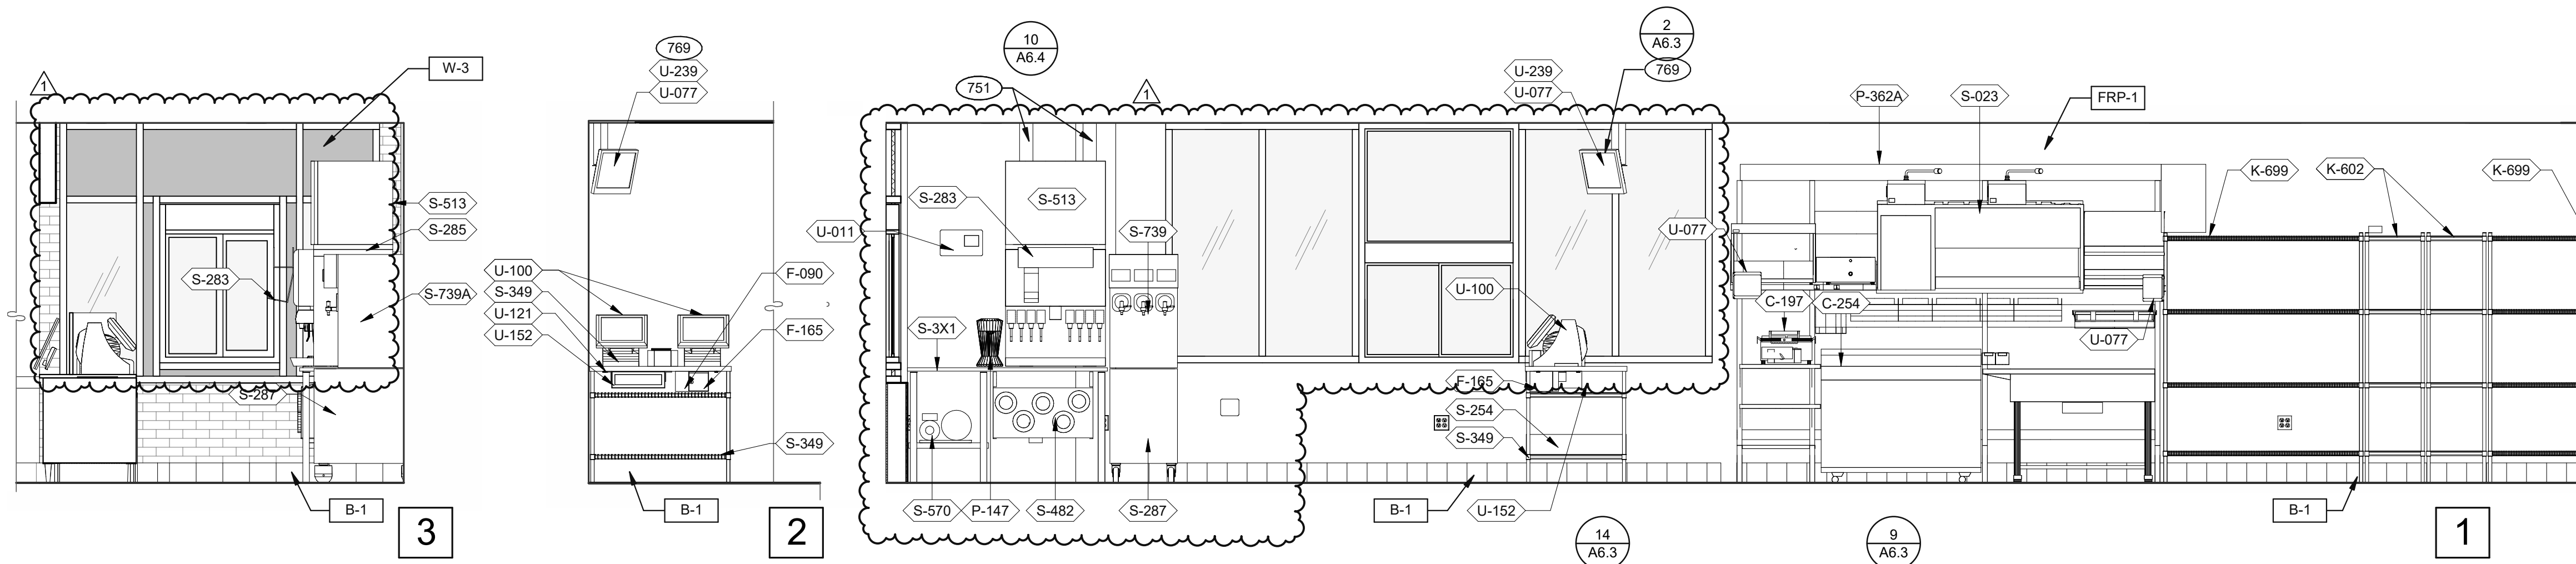 1
W-3
S-513
S-285
S-283
S-739A
S-287
B-1
3
769
U-239
U-077
U-100
S-349
U-121
U-152
F-090
F-165
S-349
B-1
2
10
A6.4
751
1
2
A6.3
769
U-239
U-077
S-283
S-513
U-011
S-739
U-100
S-3X1
F-165
S-254
S-349
S-570
P-147
S-482
S-287
B-1
U-152
14
A6.3
P-362A
S-023
FRP-1
K-699
K-602
K-699
U-077
C-197
C-254
U-077
9
A6.3
B-1
1